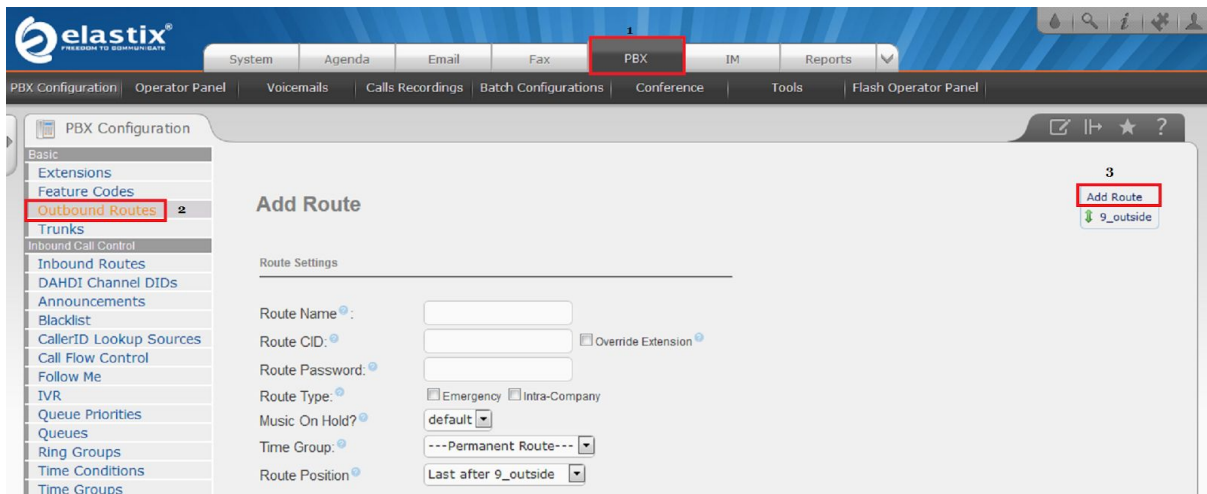 elastix®
FREEDOM TO COMMUNICATE
1
System Agenda Email Fax PBX IM Reports
PBX Configuration Operator Panel Voicemails Calls Recordings Batch Configurations Conference Tools Flash Operator Panel
PBX Configuration
Basic
Extensions
Feature Codes
Outbound Routes 2
Trunks
Inbound Call Control
Inbound Routes
DAHDI Channel DIDs
Announcements
Blacklist
CallerID Lookup Sources
Call Flow Control
Follow Me
IVR
Queue Priorities
Queues
Ring Groups
Time Conditions
Time Groups
3
Add Route
9_outside
Add Route
Route Settings
Route Name :
Route CID: Override Extension
Route Password:
Route Type: Emergency Intra-Company
Music On Hold? default
Time Group: ---Permanent Route---
Route Position Last after 9_outside